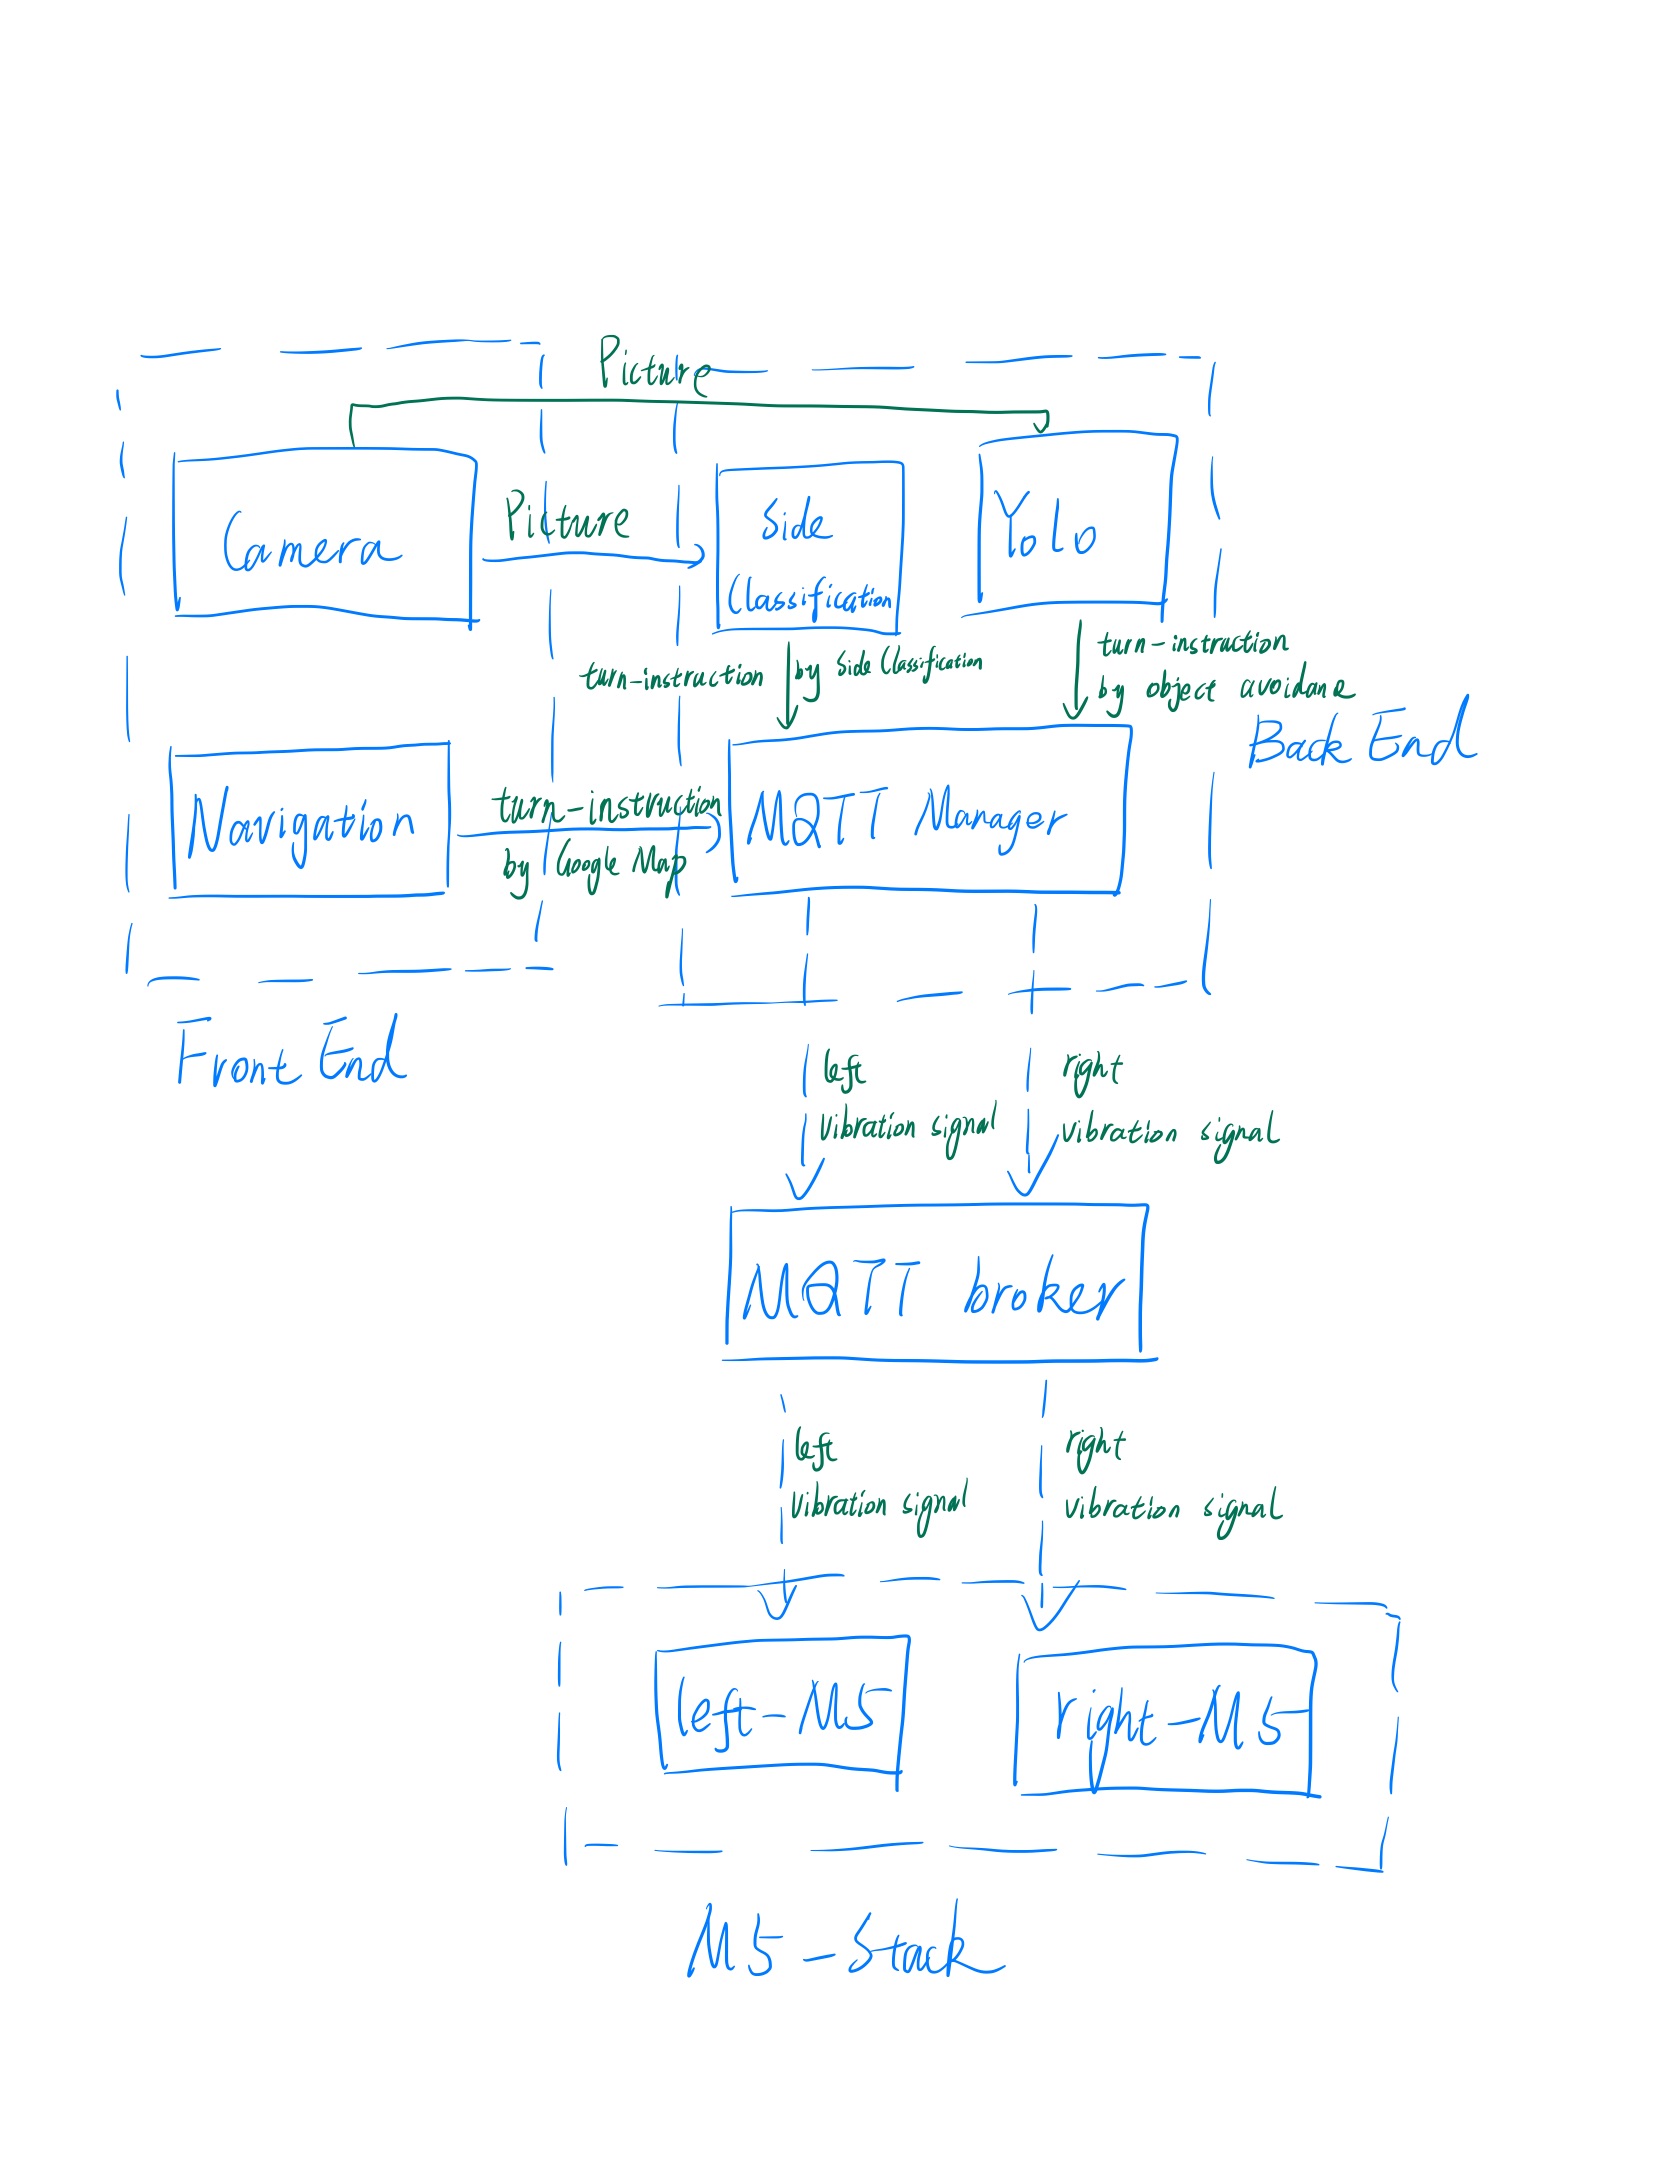 Picture
Camera
Picture
Side
Classification
Yolo
turn-instruction
by Side Classification
turn-instruction
by object avoidane
Back End
Navigation
turn-instruction
by Google Map
MQTT Manager
Front End
left
vibration signal
right
vibration signal
MQTT broker
left
vibration signal
right
vibration signal
left-M5
right-M5
M5-Stack